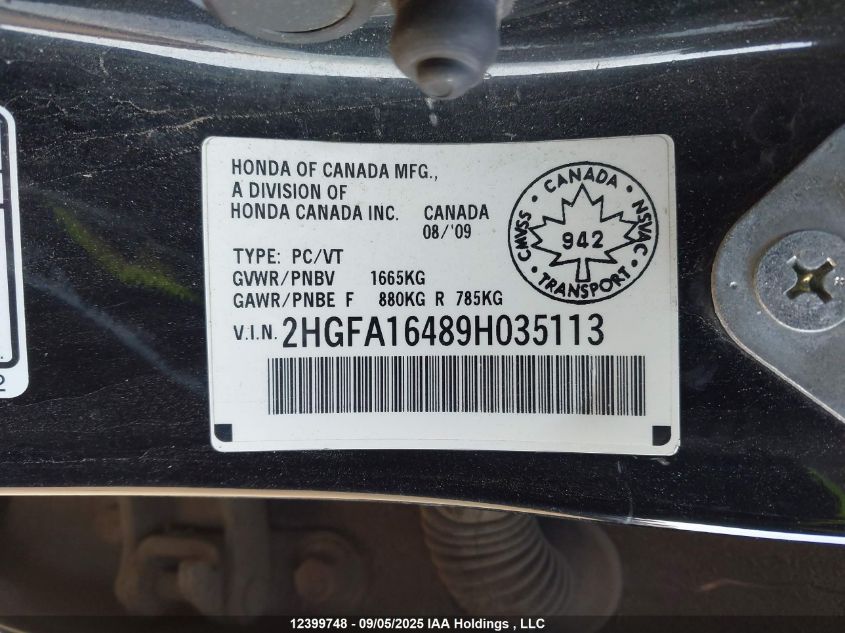 HONDA OF CANADA MFG.,
A DIVISION OF
HONDA CANADA INC. CANADA
08/'09
TYPE: PC/VT
GVWR/PNBV 1665KG
GAWR/PNBE F 880KG R 785KG
V.I.N. 2HGFA16489H035113
• CANADA •
CMVSS
NSVAC
942
• TRANSPORT •
2
12399748 - 09/05/2025 IAA Holdings , LLC